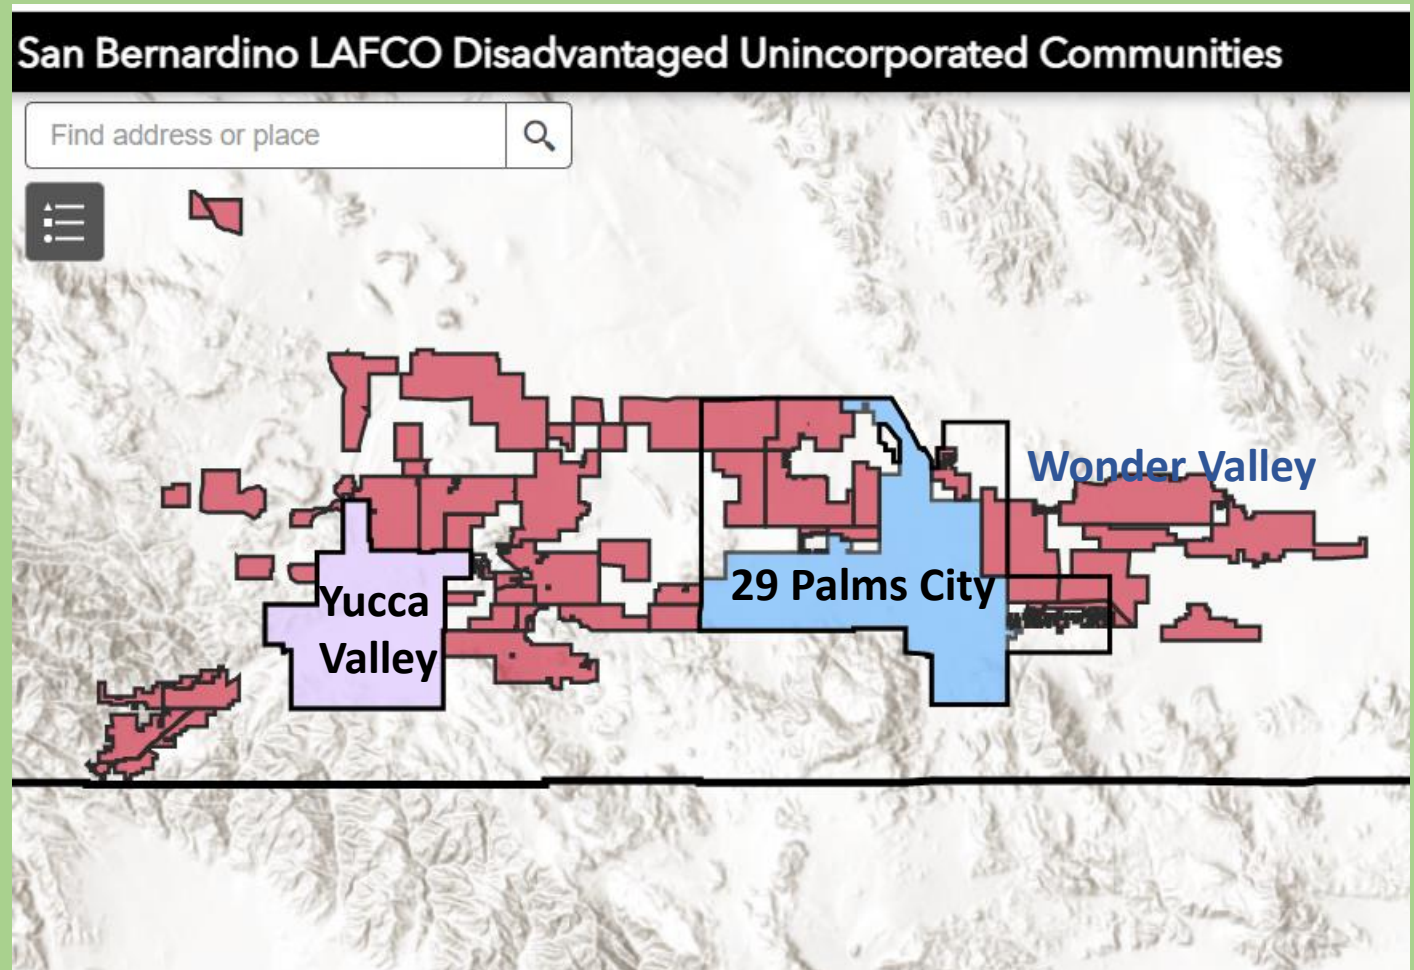 San Bernardino LAFCO Disadvantaged Unincorporated Communities
Find address or place
Wonder Valley
29 Palms City
Yucca
Valley